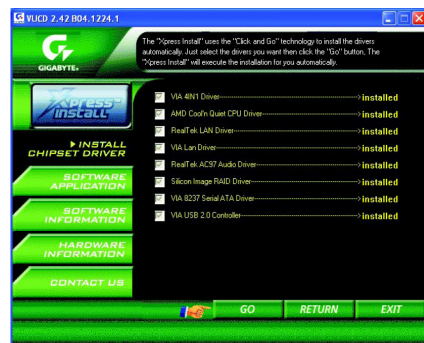 VUCD 2.42 B04.1224.1
GIGABYTE
The "Xpress Install" uses the "Click and Go" technology to install the drivers
automatically. Just select the drivers you want then click the "Go" button, The
"Xpress Install" will execute the installation for you automatically.
Xpress
Install
INSTALL
CHIPSET DRIVER
SOFTWARE
APPLICATION
SOFTWARE
INFORMATION
HARDWARE
INFORMATION
CONTACT US
VIA 4IN1 Driver installed
AMD Cool'n Quiet CPU Driver installed
RealTek LAN Driver installed
VIA Lan Driver installed
RealTek AC97 Audio Driver installed
Silicon Image RAID Driver installed
VIA 8237 Serial ATA Driver installed
VIA USB 2.0 Controller installed
GO RETURN EXIT